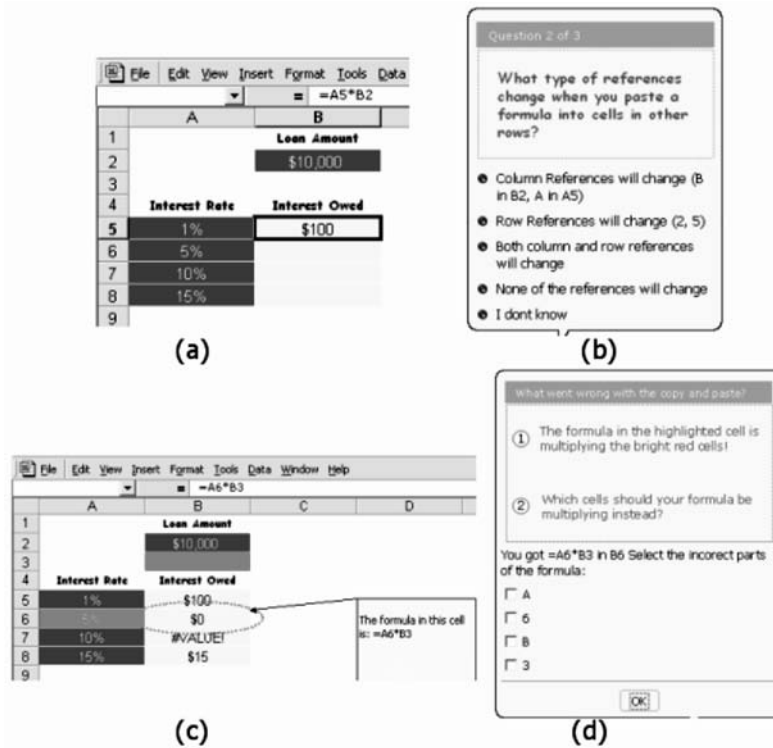 File Edit View Insert Format Tools Data
= =A5*B2
A B
1 Loan Amount
2 $10,000
3
4 Interest Rate Interest Owed
5 1% $100
6 5%
7 10%
8 15%
9
(a)
Question 2 of 3
What type of references
change when you paste a
formula into cells in other
rows?
Column References will change (B
in B2, A in A5)
Row References will change (2, 5)
Both column and row references
will change
None of the references will change
I dont know
(b)
File Edit View Insert Format Tools Data Window Help
= =A6*B3
A B C D
1 Loan Amount
2 $10,000
3
4 Interest Rate Interest Owed
5 1% $100
6 5% $0
7 10% #VALUE!
8 15% $15
9
The formula in this cell
is: =A6*B3
(c)
What went wrong with the copy and paste?
1 The formula in the highlighted cell is
multiplying the bright red cells!
2 Which cells should your formula be
multiplying instead?
You got =A6*B3 in B6 Select the incorect parts
of the formula:
A
6
B
3
OK
(d)